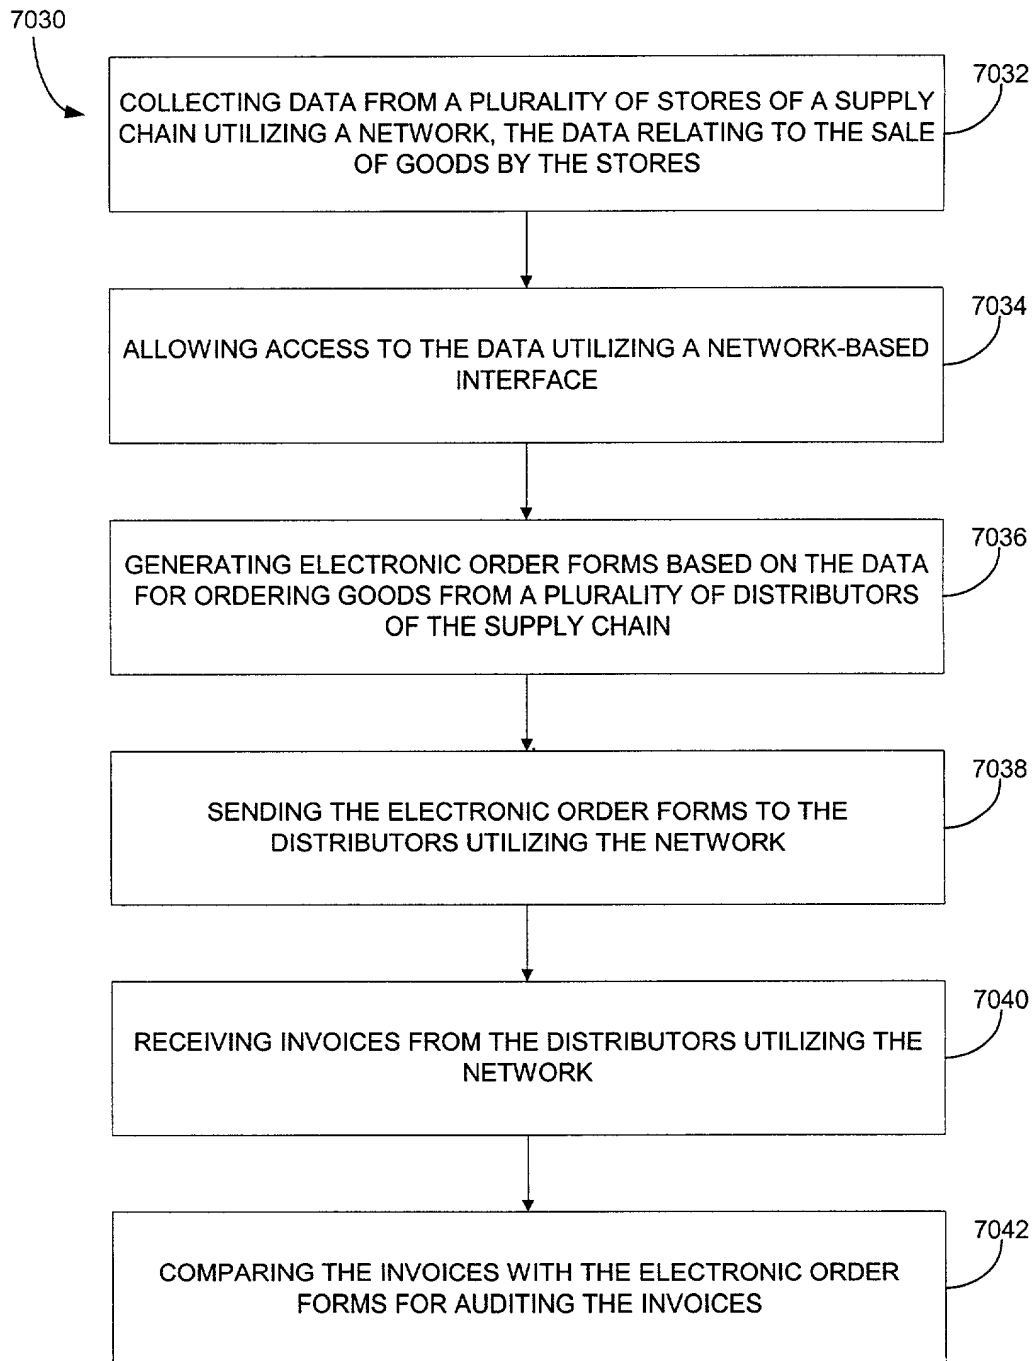 7030
7032
COLLECTING DATA FROM A PLURALITY OF STORES OF A SUPPLY
CHAIN UTILIZING A NETWORK, THE DATA RELATING TO THE SALE
OF GOODS BY THE STORES
7034
ALLOWING ACCESS TO THE DATA UTILIZING A NETWORK-BASED
INTERFACE
7036
GENERATING ELECTRONIC ORDER FORMS BASED ON THE DATA
FOR ORDERING GOODS FROM A PLURALITY OF DISTRIBUTORS
OF THE SUPPLY CHAIN
7038
SENDING THE ELECTRONIC ORDER FORMS TO THE
DISTRIBUTORS UTILIZING THE NETWORK
7040
RECEIVING INVOICES FROM THE DISTRIBUTORS UTILIZING THE
NETWORK
7042
COMPARING THE INVOICES WITH THE ELECTRONIC ORDER
FORMS FOR AUDITING THE INVOICES